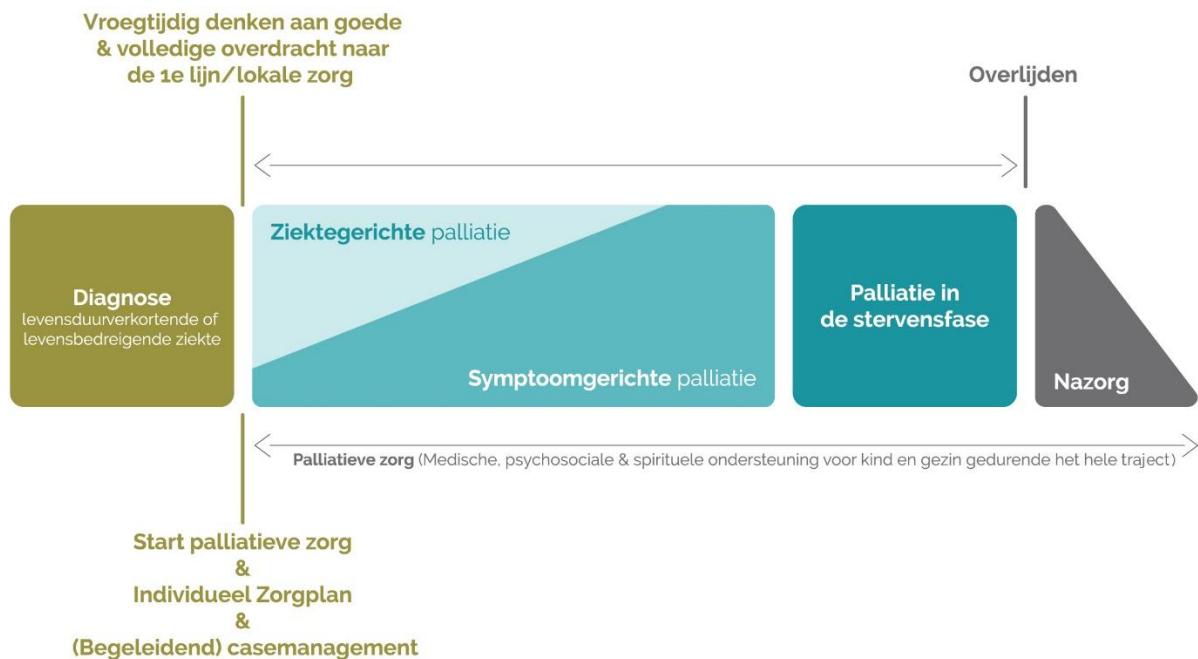 Vroegtijdig denken aan goede
& volledige overdracht naar
de 1e lijn/lokale zorg
Overlijden
Diagnose
levensduurverkortende of
levensbedreigende ziekte
Ziektegerichte palliatie
Symptoomgerichte palliatie
Palliatie in
de stervensfase
Nazorg
Palliatieve zorg (Medische, psychosociale & spirituele ondersteuning voor kind en gezin gedurende het hele traject)
Start palliatieve zorg
&
Individueel Zorgplan
&
(Begeleidend) casemanagement